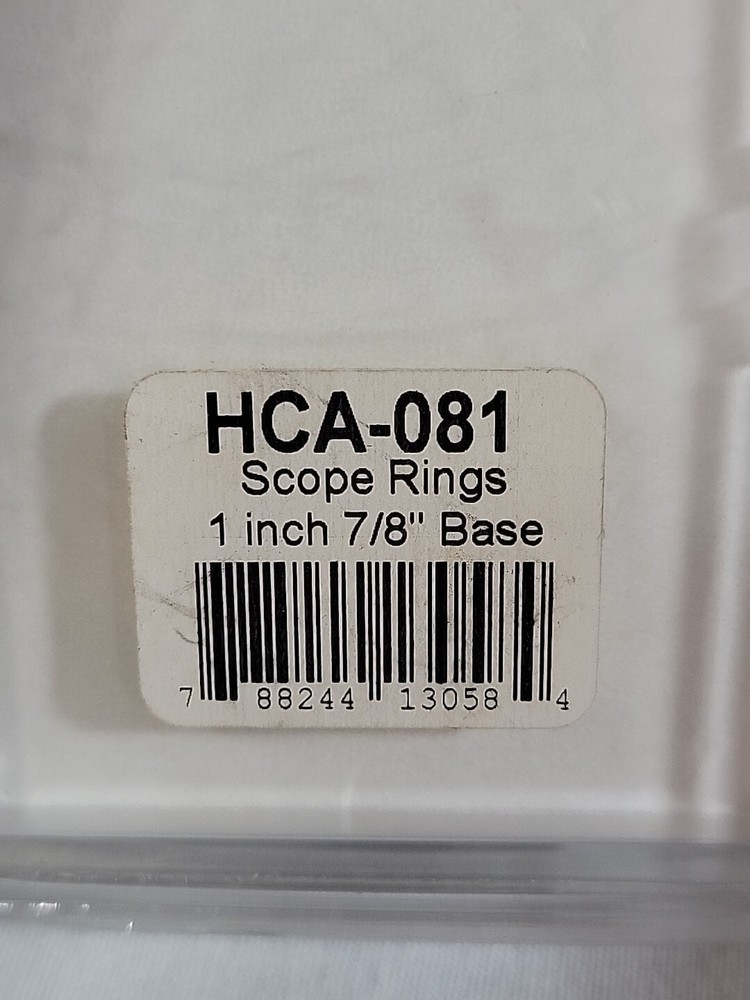 HCA-081
Scope Rings
1 inch 7/8" Base
7 88244 13058 4